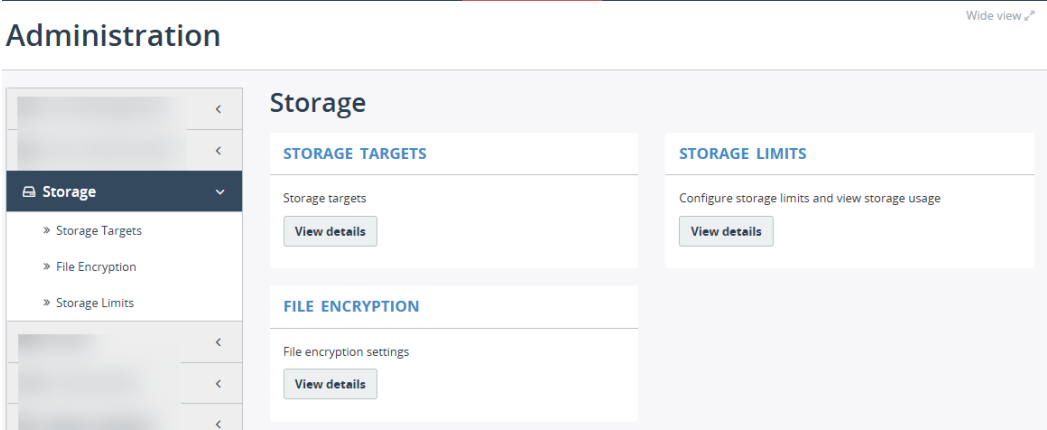 Wide view
Administration
Storage
Storage Targets
File Encryption
Storage Limits
Storage
STORAGE TARGETS
Storage targets
View details
STORAGE LIMITS
Configure storage limits and view storage usage
View details
FILE ENCRYPTION
File encryption settings
View details